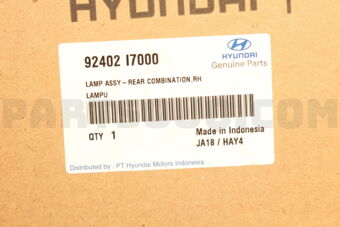 HYUNDAI
92402 I7000
HYUNDAI
Genuine Parts
LAMP ASSY-REAR COMBINATION,RH
LAMPU
QTY 1
Made in Indonesia
JA18 / HAY4
Distributed by : PT Hyundai Motors Indonesia